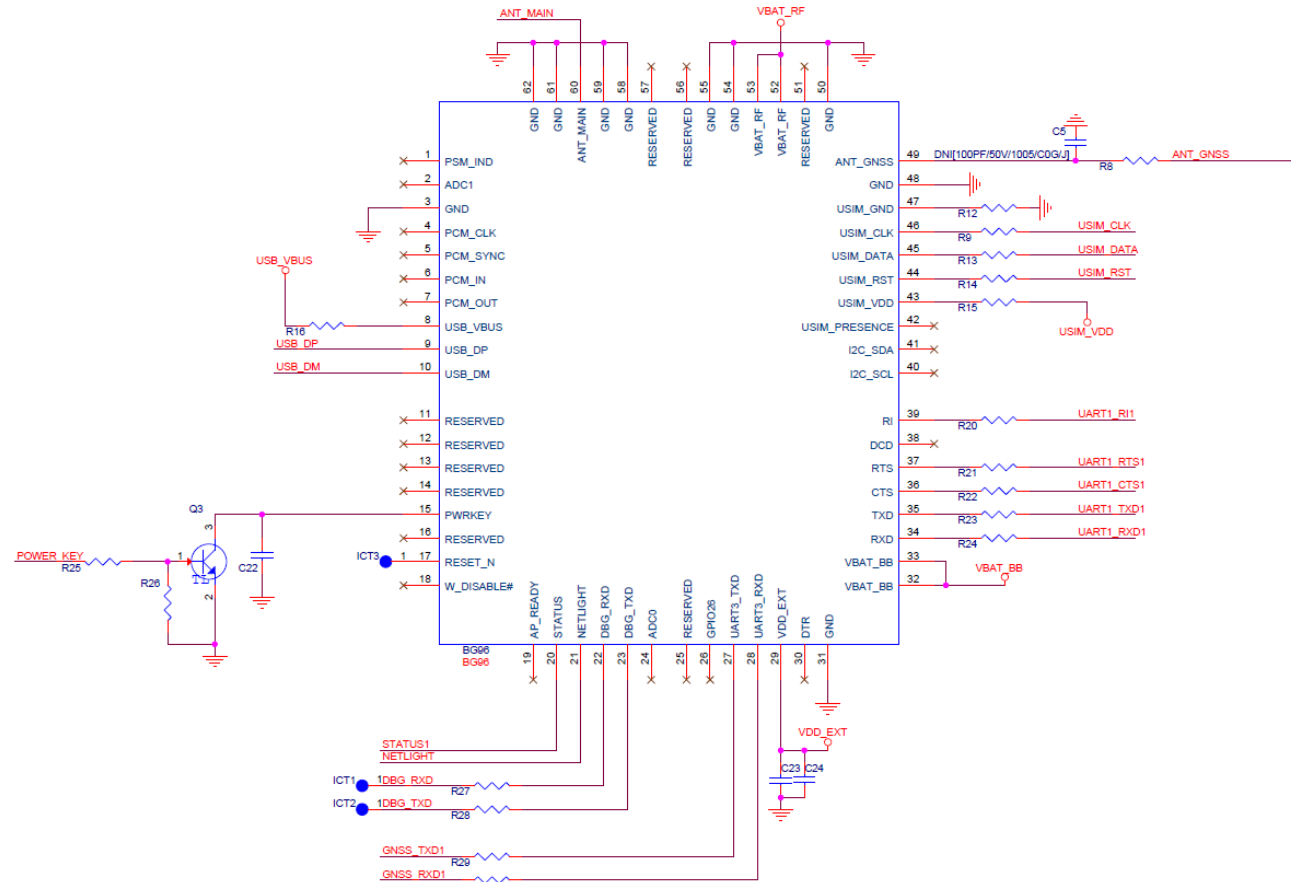 ANT_MAIN
VBAT_RF
62 61 60 59 58 57 56 55 54 53 52 51 50
GND GND ANT_MAIN GND GND RESERVED RESERVED GND GND VBAT_RF VBAT_RF RESERVED GND
C5
1 PSM_IND
ANT_GNSS 49 DNI[100PF/50V/1005/C0G/J] R8 ANT_GNSS
2 ADC1
GND 48
3 GND
USIM_GND 47 R12
4 PCM_CLK
USIM_CLK 46 R9 USIM_CLK
5 PCM_SYNC
USIM_DATA 45 R13 USIM_DATA
USB_VBUS
6 PCM_IN
USIM_RST 44 R14 USIM_RST
7 PCM_OUT
USIM_VDD 43 R15
USIM_VDD
R16 8 USB_VBUS
USIM_PRESENCE 42
USB_DP 9 USB_DP
I2C_SDA 41
USB_DM 10 USB_DM
I2C_SCL 40
11 RESERVED
RI 39 R20 UART1_RI1
12 RESERVED
DCD 38
13 RESERVED
RTS 37 R21 UART1_RTS1
14 RESERVED
CTS 36 R22 UART1_CTS1
Q3
15 PWRKEY
TXD 35 R23 UART1_TXD1
3
16 RESERVED
RXD 34 R24 UART1_RXD1
POWER_KEY R25 1
C22
ICT3 1 17 RESET_N
VBAT_BB 33
VBAT_BB
R26
2
18 W_DISABLE#
VBAT_BB 32
AP_READY STATUS NETLIGHT DBG_RXD DBG_TXD ADC0 RESERVED GPIO26 UART3_TXD UART3_RXD VDD_EXT DTR GND
BG96
BG96
19 20 21 22 23 24 25 26 27 28 29 30 31
STATUS1
VDD_EXT
NETLIGHT
C23 C24
ICT1 1 DBG_RXD R27
ICT2 1 DBG_TXD R28
GNSS_TXD1 R29
GNSS_RXD1